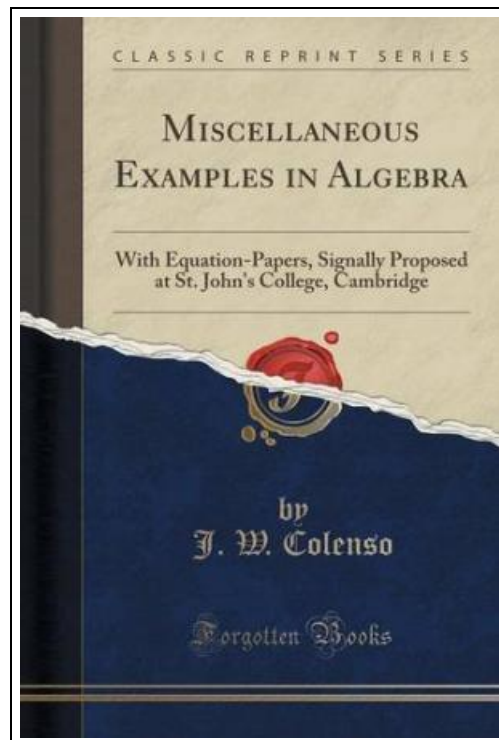 CLASSIC REPRINT SERIES
MISCELLANEOUS
EXAMPLES IN ALGEBRA
With Equation-Papers, Signally Proposed
at St. John's College, Cambridge
by
J. W. Colenso
Forgotten Books